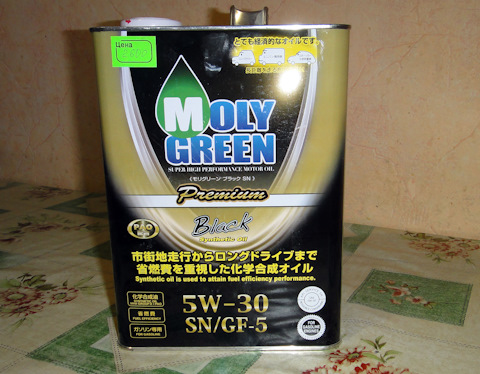 Цена
とても経済的なオイルです。
MOLY
GREEN
SUPER HIGH PERFORMANCE MOTOR OIL
《モリグリーン ブラック SN》
Premium
Black
Synthetic oil
PAO
市街地走行からロングドライブまで
省燃費を重視した化学合成オイル
Synthetic oil is used to attain fuel efficiency performance.
化学合成油
5W-30
省燃費
FUEL EFFICIENCY
SN/GF-5
ガソリン専用
FOR GASOLINE
FOR
GASOLINE
ENGINES